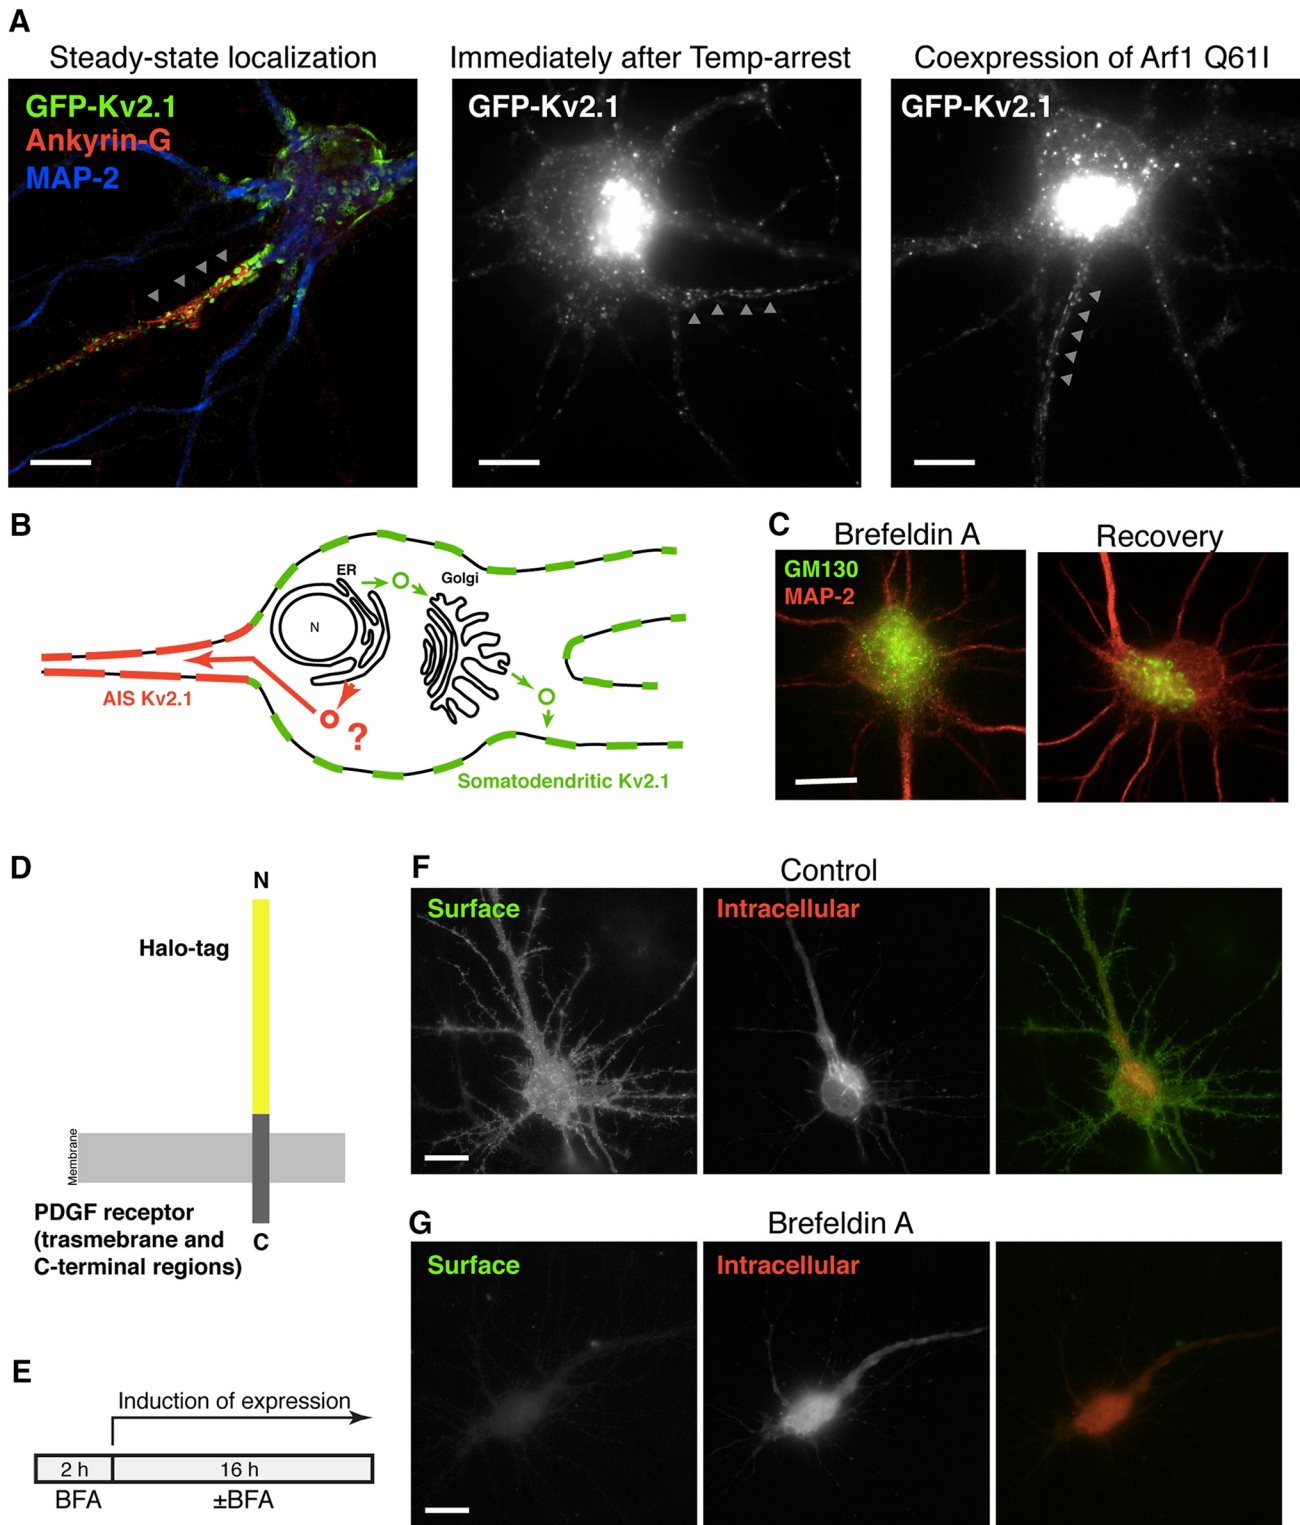 A
Steady-state localization
Immediately after Temp-arrest
Coexpression of Arf1 Q61I
GFP-Kv2.1
Ankyrin-G
MAP-2
GFP-Kv2.1
GFP-Kv2.1
B
ER
Golgi
N
AIS Kv2.1
?
Somatodendritic Kv2.1
C
Brefeldin A
Recovery
GM130
MAP-2
D
N
Halo-tag
Membrane
PDGF receptor
(trasmebrane and
C-terminal regions)
C
E
Induction of expression
2 h
16 h
BFA
±BFA
F
Control
Surface
Intracellular
G
Brefeldin A
Surface
Intracellular